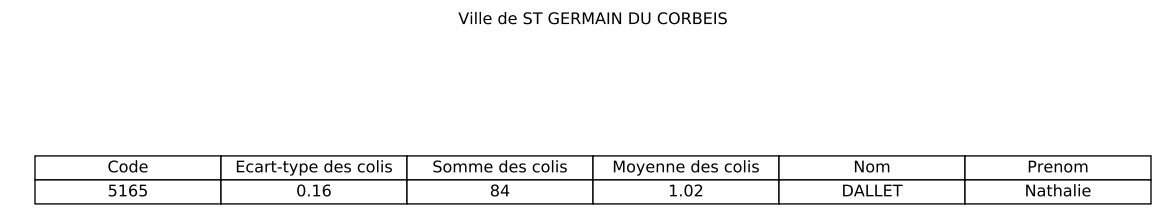 Ville de ST GERMAIN DU CORBEIS
Code Ecart-type des colis Somme des colis Moyenne des colis Nom Prenom
5165 0.16 84 1.02 DALLET Nathalie